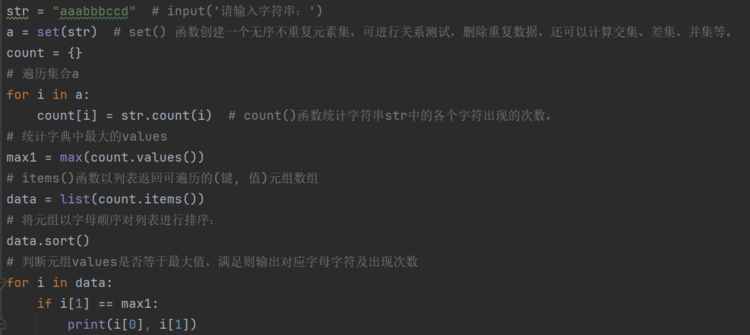 str = "aaabbbccd"  # input('请输入字符串：')
a = set(str)  # set() 函数创建一个无序不重复元素集，可进行关系测试，删除重复数据，还可以计算交集、差集、并集等。
count = {}
# 遍历集合a
for i in a:
    count[i] = str.count(i)  # count()函数统计字符串str中的各个字符出现的次数。
# 统计字典中最大的values
max1 = max(count.values())
# items()函数以列表返回可遍历的(键, 值)元组数组
data = list(count.items())
# 将元组以字母顺序对列表进行排序：
data.sort()
# 判断元组values是否等于最大值，满足则输出对应字母字符及出现次数
for i in data:
    if i[1] == max1:
        print(i[0], i[1])